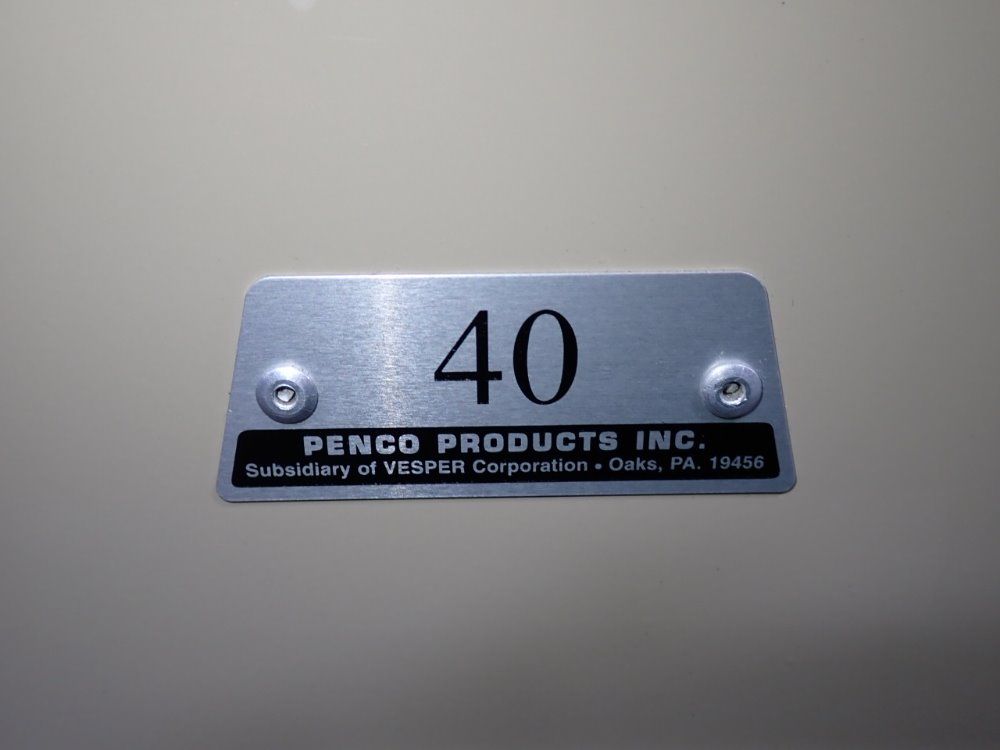 40
PENCO PRODUCTS INC.
Subsidiary of VESPER Corporation • Oaks, PA. 19456